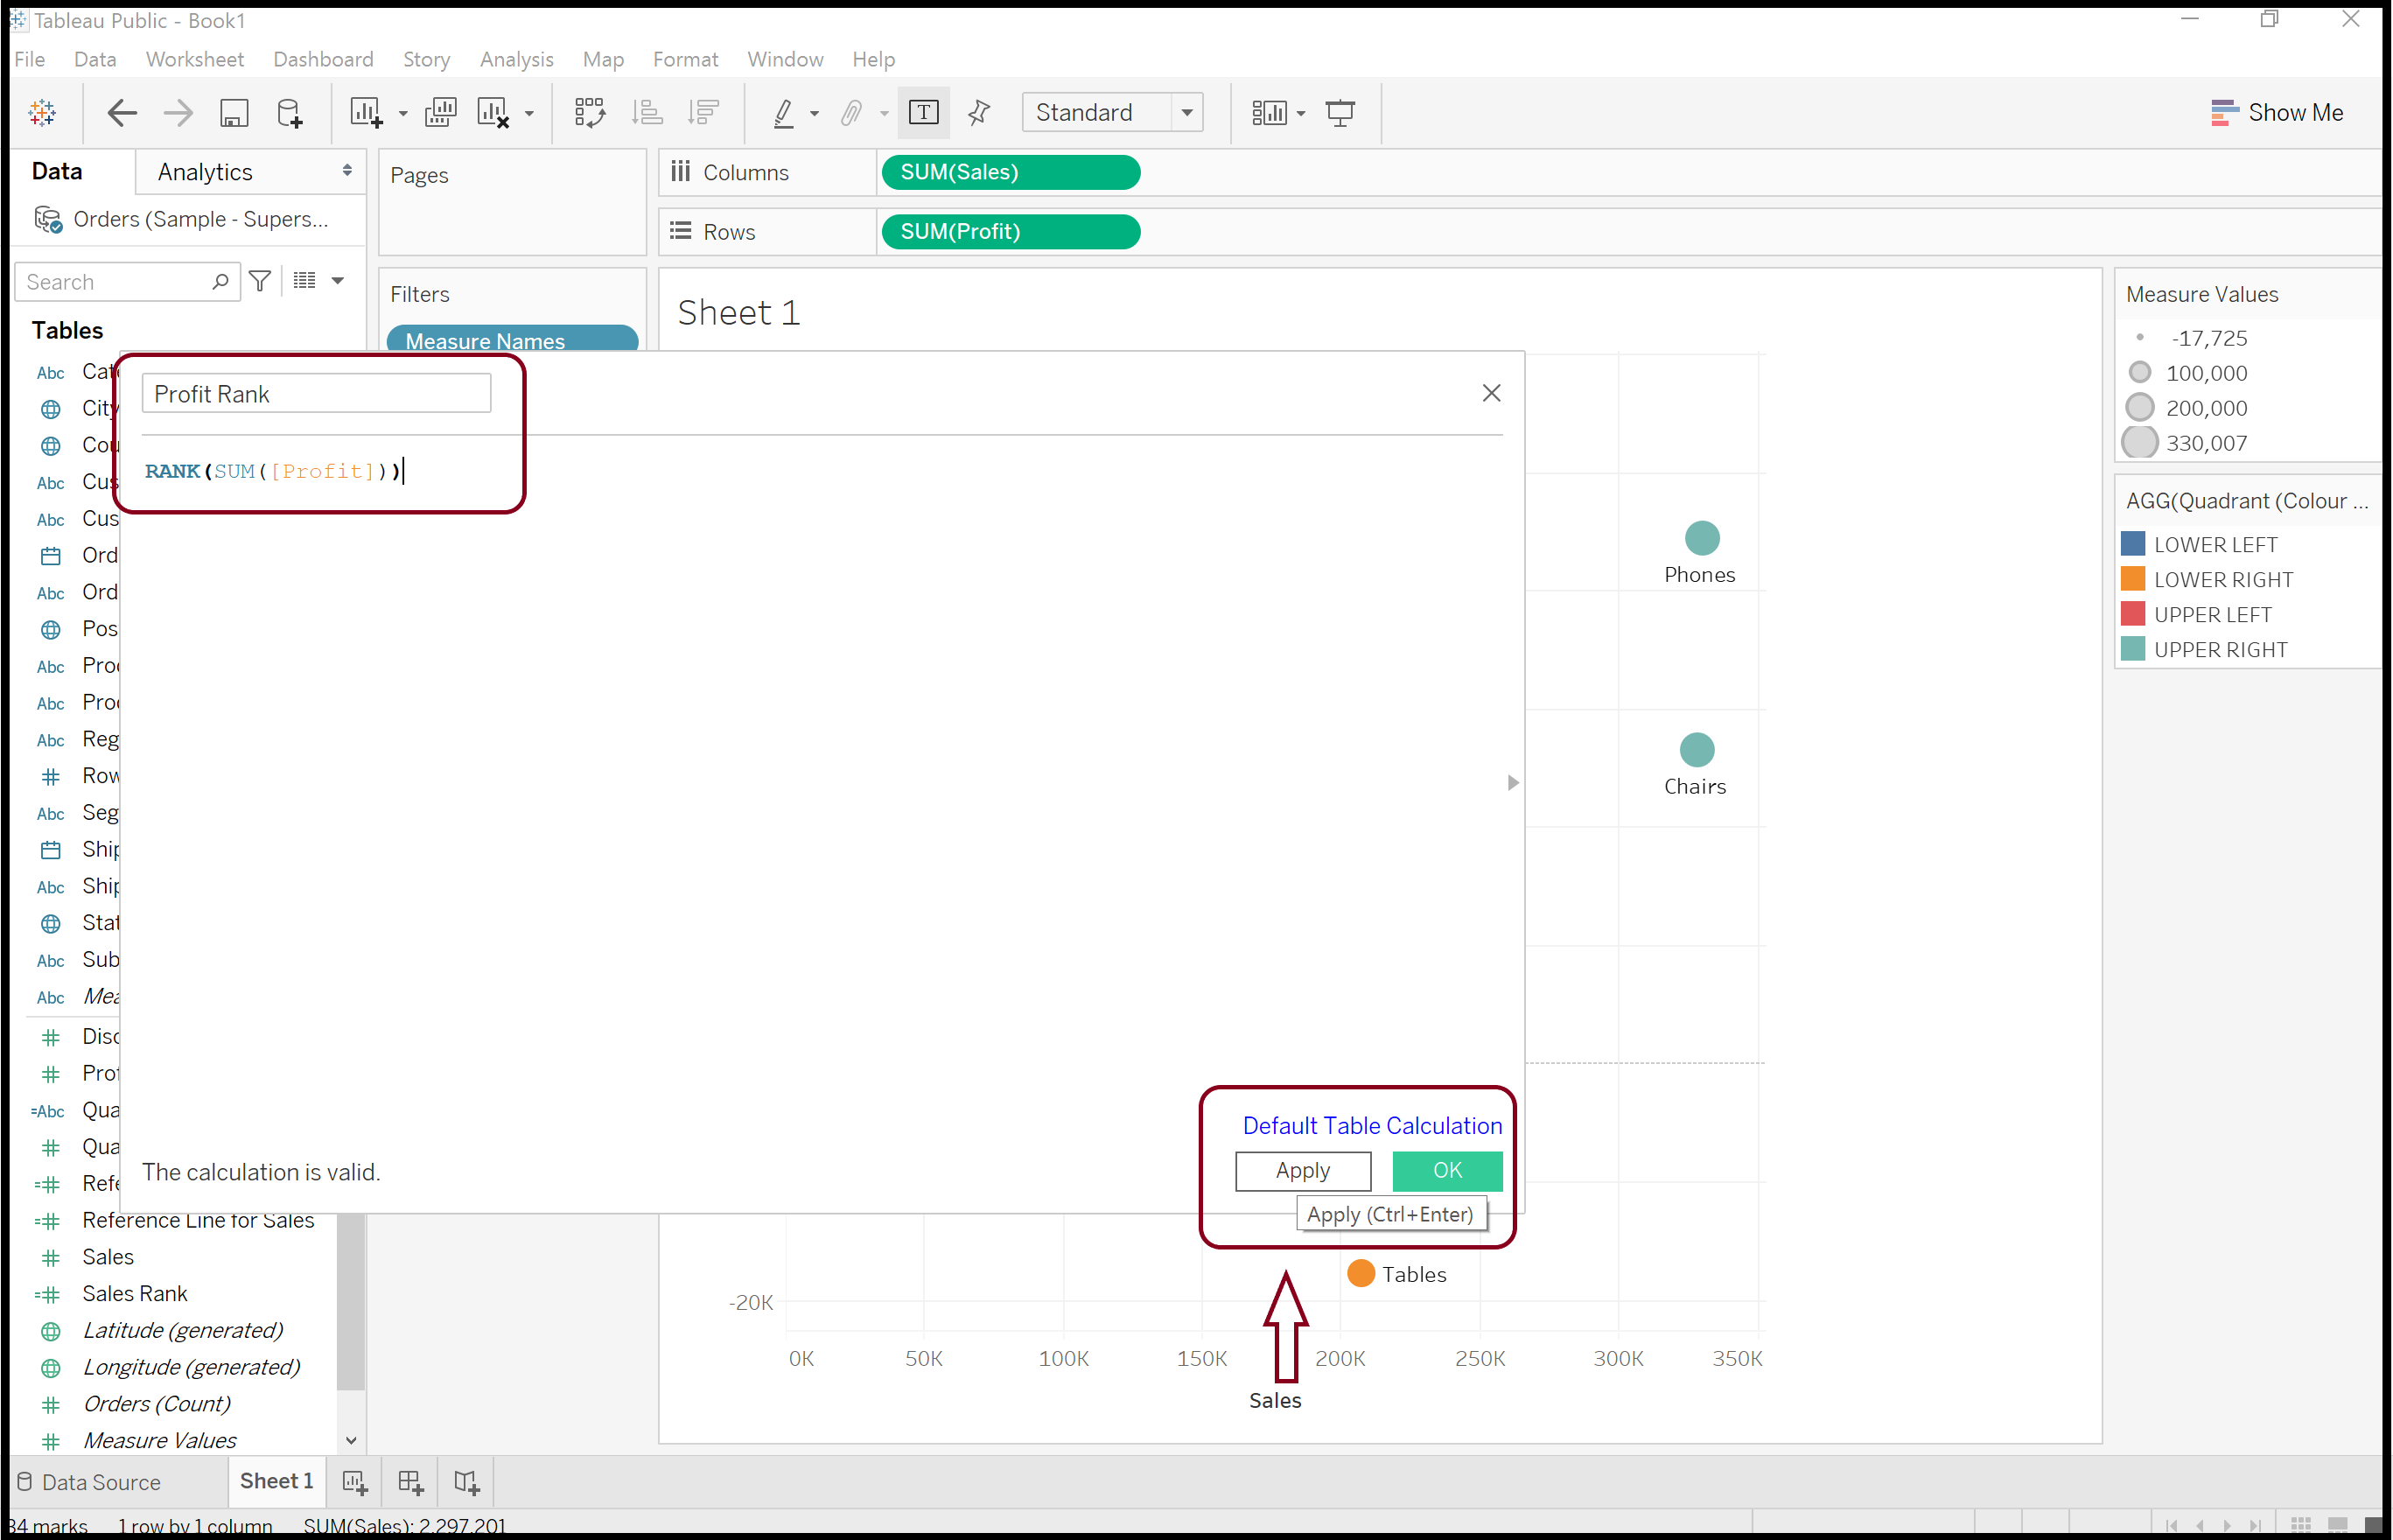 Tableau Public - Book1
File Data Worksheet Dashboard Story Analysis Map Format Window Help
T Standard Show Me
Data Analytics
Orders (Sample - Supers...
Search
Tables
Abc Cate
City
Cou
Abc Cus
Abc Cus
Ord
Abc Ord
Pos
Abc Prod
Abc Prod
Abc Reg
Row
Abc Seg
Ship
Abc Ship
Stat
Abc Sub
Abc Mea
Disc
Prof
=Abc Qua
Qua
Refe
Reference Line for Sales
Sales
Sales Rank
Latitude (generated)
Longitude (generated)
Orders (Count)
Measure Values
Pages
Filters
Measure Names
Columns SUM(Sales)
Rows SUM(Profit)
Sheet 1
Profit Rank
RANK(SUM([Profit]))
The calculation is valid.
Default Table Calculation
Apply OK
Apply (Ctrl+Enter)
Phones
Chairs
Tables
-20K
0K 50K 100K 150K 200K 250K 300K 350K
Sales
Measure Values
-17,725
100,000
200,000
330,007
AGG(Quadrant (Colour ...
LOWER LEFT
LOWER RIGHT
UPPER LEFT
UPPER RIGHT
Data Source Sheet 1
34 marks 1 row by 1 column SUM(Sales): 2,297,201